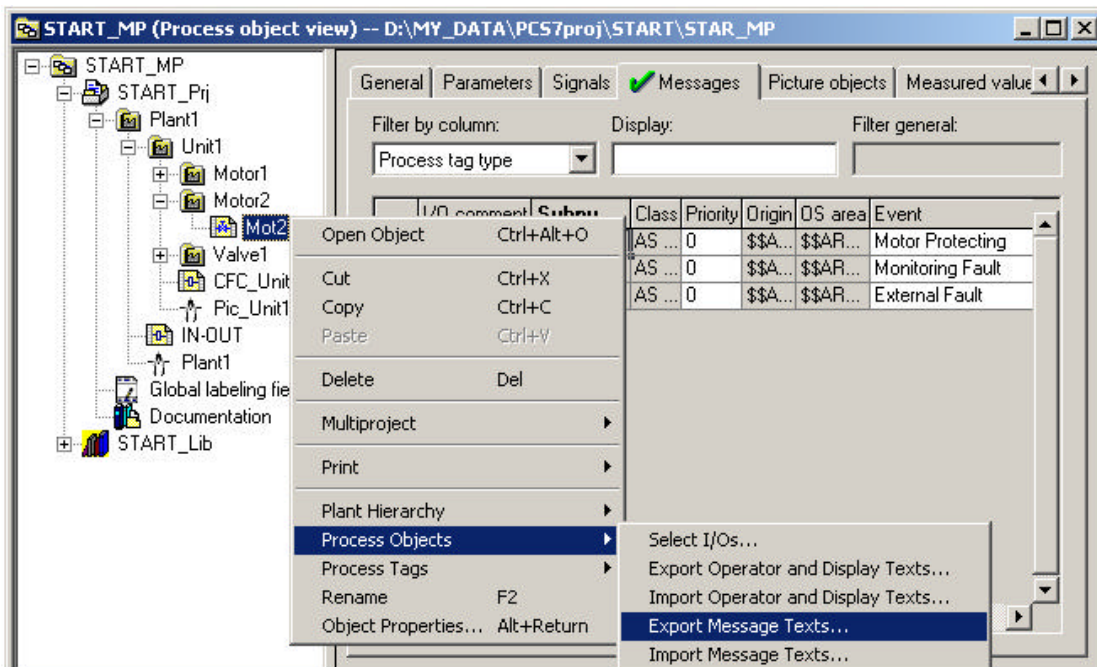 START_MP (Process object view) -- D:\MY_DATA\PCS7proj\START\STAR_MP
START_MP
START_Prj
Plant1
Unit1
Motor1
Motor2
Mot2
Valve1
CFC_Unit
Pic_Unit1
IN-OUT
Plant1
Global labeling fie
Documentation
START_Lib
General Parameters Signals Messages Picture objects Measured value
Filter by column: Display: Filter general:
Process tag type
I/O comment Subnu Class Priority Origin OS area Event
AS ... 0 $$A... $$AR... Motor Protecting
AS ... 0 $$A... $$AR... Monitoring Fault
AS ... 0 $$A... $$AR... External Fault
Open Object Ctrl+Alt+O
Cut Ctrl+X
Copy Ctrl+C
Paste Ctrl+V
Delete Del
Multiproject
Print
Plant Hierarchy
Process Objects
Process Tags
Rename F2
Object Properties... Alt+Return
Select I/Os...
Export Operator and Display Texts...
Import Operator and Display Texts...
Export Message Texts...
Import Message Texts...